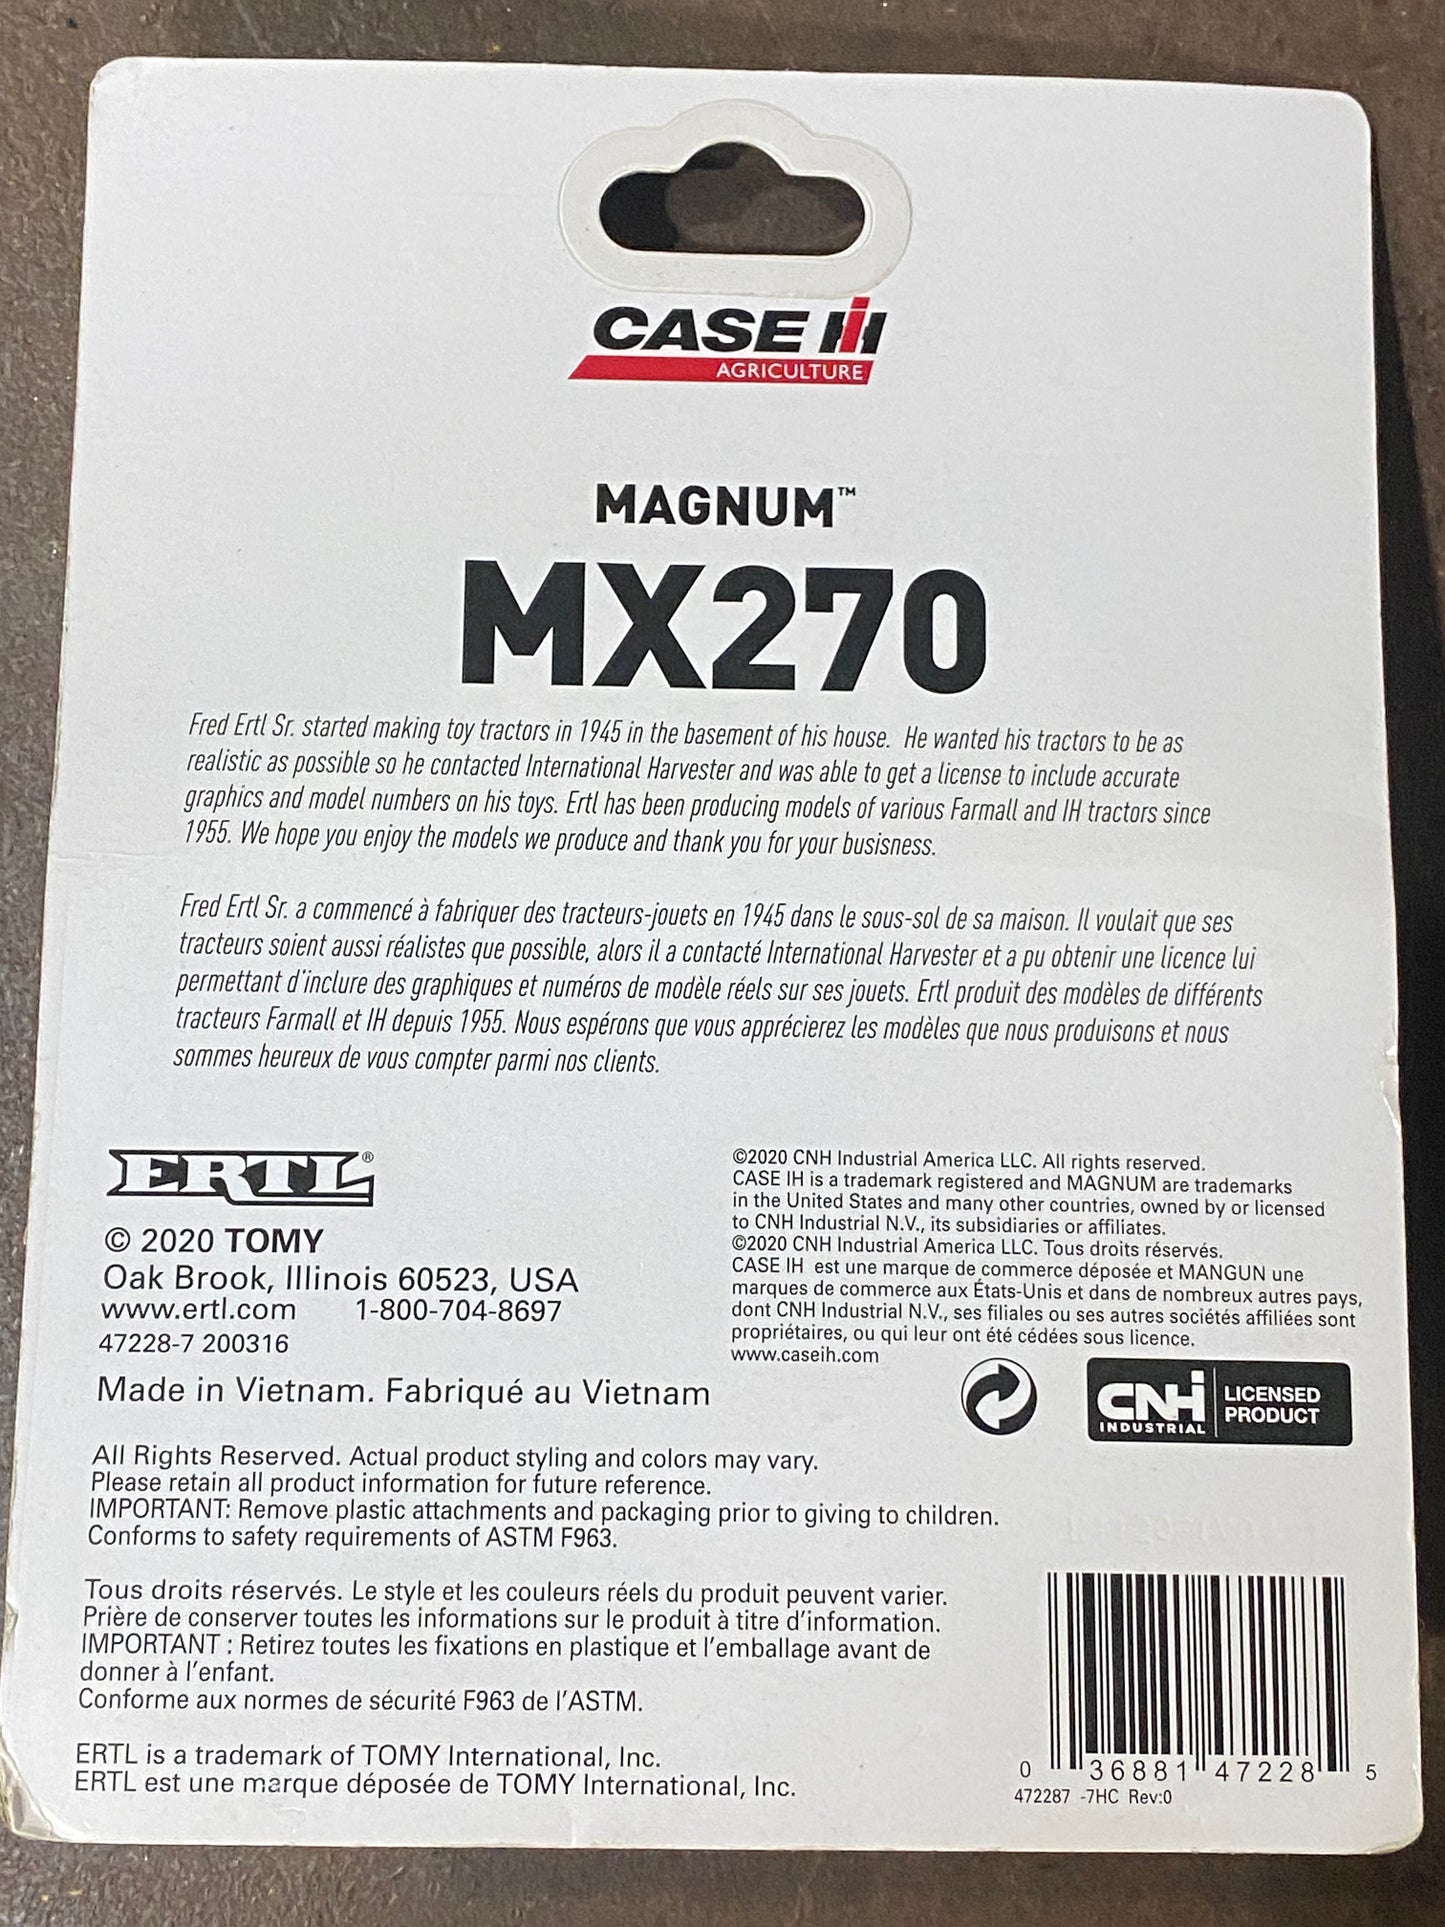 CASE IH
AGRICULTURE
MAGNUM™
MX270
Fred Ertl Sr. started making toy tractors in 1945 in the basement of his house. He wanted his tractors to be as
realistic as possible so he contacted International Harvester and was able to get a license to include accurate
graphics and model numbers on his toys. Ertl has been producing models of various Farmall and IH tractors since
1955. We hope you enjoy the models we produce and thank you for your busisness.
Fred Ertl Sr. a commencé à fabriquer des tracteurs-jouets en 1945 dans le sous-sol de sa maison. Il voulait que ses
tracteurs soient aussi réalistes que possible, alors il a contacté International Harvester et a pu obtenir une licence lui
permettant d'inclure des graphiques et numéros de modèle réels sur ses jouets. Ertl produit des modèles de différents
tracteurs Farmall et IH depuis 1955. Nous espérons que vous apprécierez les modèles que nous produisons et nous
sommes heureux de vous compter parmi nos clients.
ERTL®
© 2020 TOMY
Oak Brook, Illinois 60523, USA
www.ertl.com 1-800-704-8697
47228-7 200316
Made in Vietnam. Fabriqué au Vietnam
©2020 CNH Industrial America LLC. All rights reserved.
CASE IH is a trademark registered and MAGNUM are trademarks
in the United States and many other countries, owned by or licensed
to CNH Industrial N.V., its subsidiaries or affiliates.
©2020 CNH Industrial America LLC. Tous droits réservés.
CASE IH est une marque de commerce déposée et MANGUN une
marques de commerce aux États-Unis et dans de nombreux autres pays,
dont CNH Industrial N.V., ses filiales ou ses autres sociétés affiliées sont
propriétaires, ou qui leur ont été cédées sous licence.
www.caseih.com
CNH
INDUSTRIAL
LICENSED
PRODUCT
All Rights Reserved. Actual product styling and colors may vary.
Please retain all product information for future reference.
IMPORTANT: Remove plastic attachments and packaging prior to giving to children.
Conforms to safety requirements of ASTM F963.
Tous droits réservés. Le style et les couleurs réels du produit peuvent varier.
Prière de conserver toutes les informations sur le produit à titre d'information.
IMPORTANT : Retirez toutes les fixations en plastique et l'emballage avant de
donner à l'enfant.
Conforme aux normes de sécurité F963 de l'ASTM.
ERTL is a trademark of TOMY International, Inc.
ERTL est une marque déposée de TOMY International, Inc.
0 36881 47228 5
472287 -7HC Rev:0